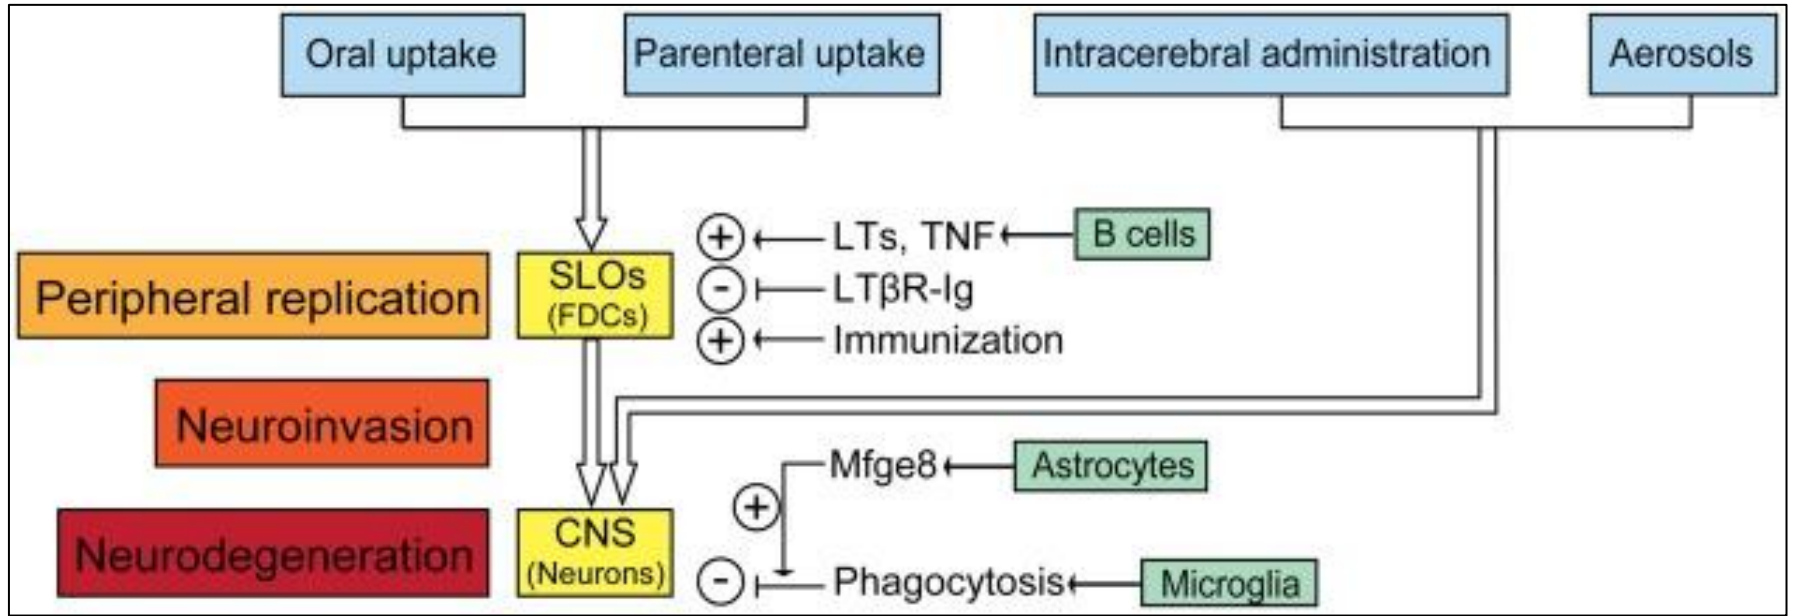 Oral uptake
Parenteral uptake
Intracerebral administration
Aerosols
+ LTs, TNF B cells
Peripheral replication
SLOs
(FDCs)
- LTβR-Ig
+ Immunization
Neuroinvasion
Mfge8 Astrocytes
+
Neurodegeneration
CNS
(Neurons)
- Phagocytosis Microglia